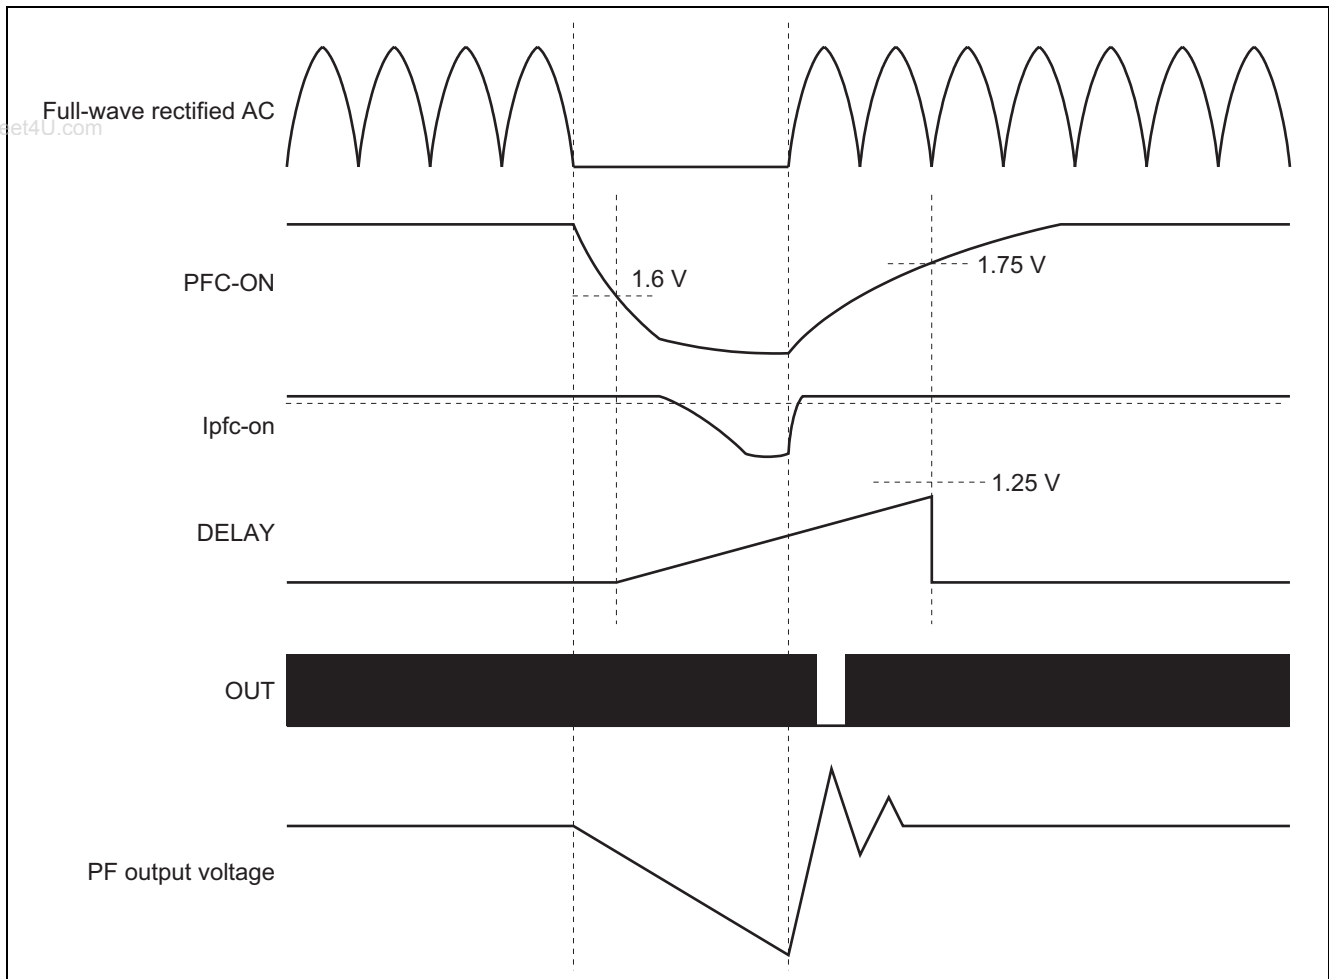 Full-wave rectified AC
eet4U.com
PFC-ON
1.6 V
1.75 V
Ipfc-on
1.25 V
DELAY
OUT
PF output voltage